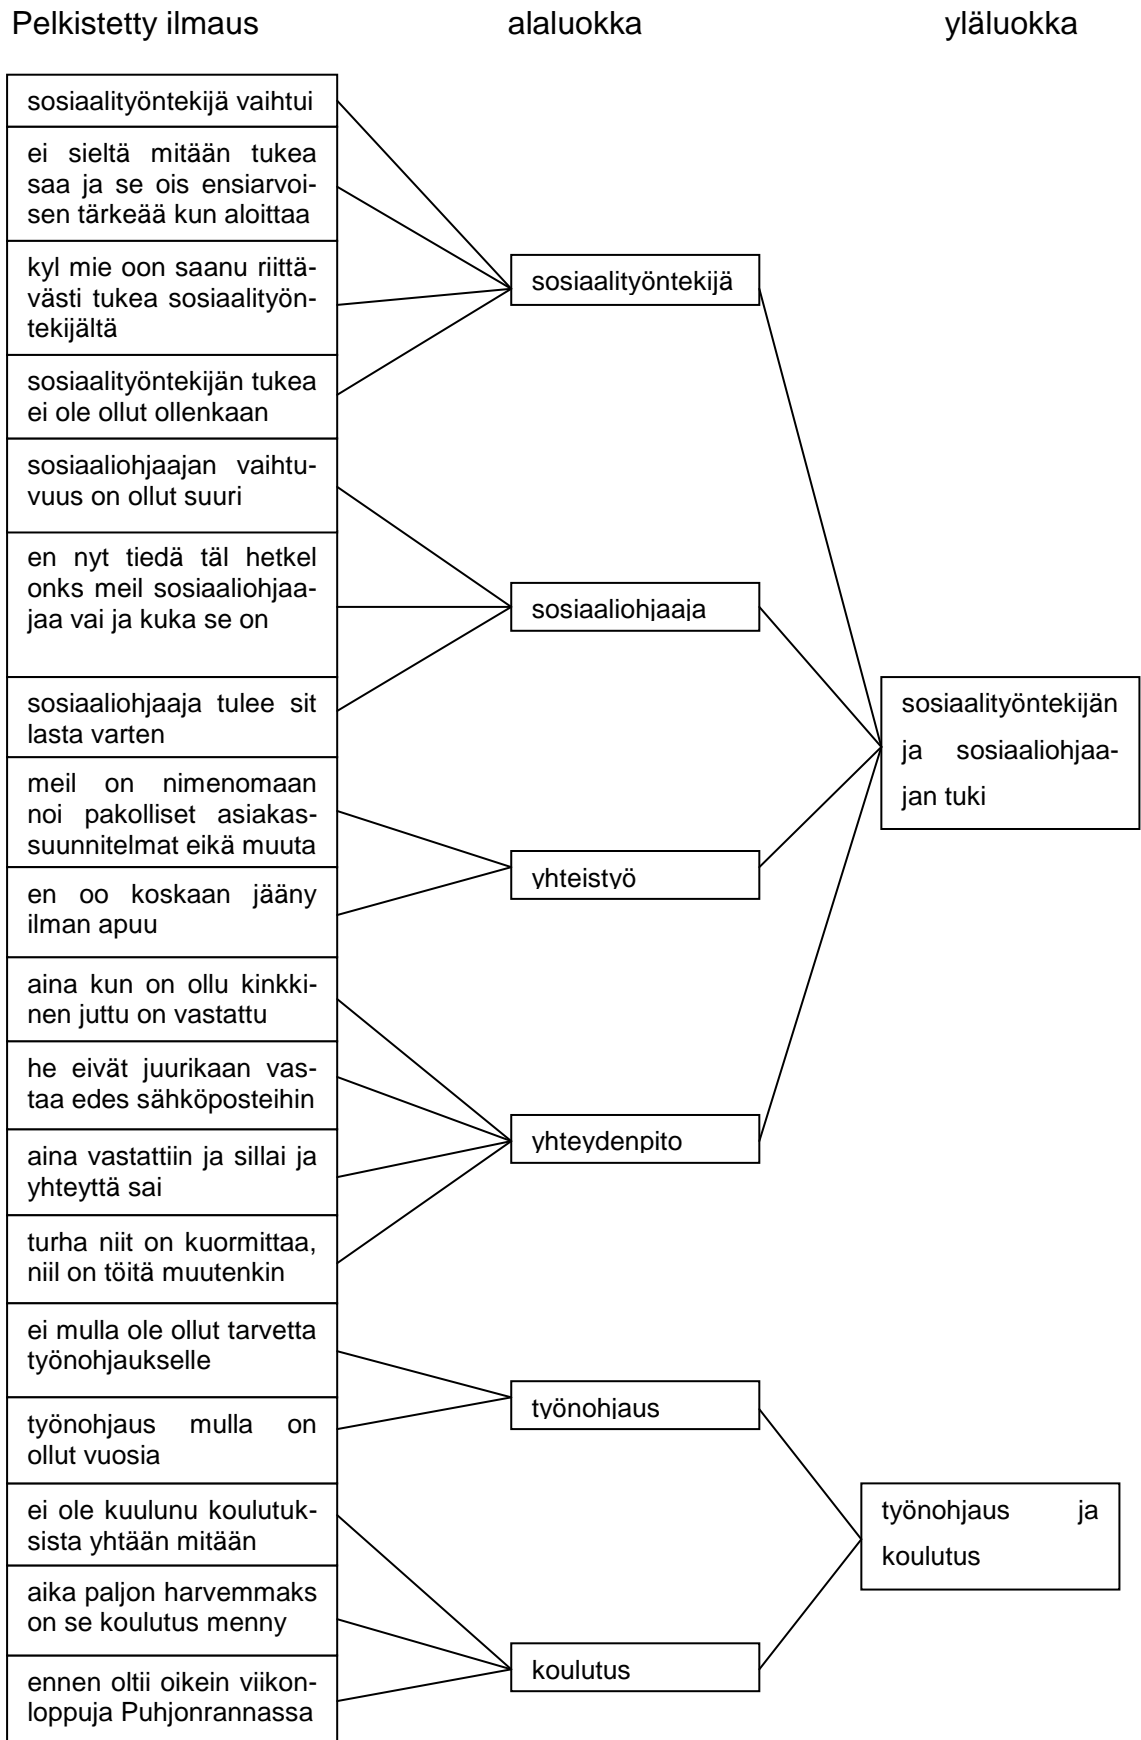 Pelkistetty ilmaus
alaluokka
yläluokka
sosiaalityöntekijä vaihtui
ei sieltä mitään tukea
saa ja se ois ensiarvoi-
sen tärkeää kun aloittaa
kyl mie oon saanu riittä-
västi tukea sosiaalityön-
tekijältä
sosiaalityöntekijän tukea
ei ole ollut ollenkaan
sosiaaliohjaajan vaihtu-
vuus on ollut suuri
en nyt tiedä täl hetkel
onks meil sosiaaliohjaa-
jaa vai ja kuka se on
sosiaaliohjaaja tulee sit
lasta varten
meil on nimenomaan
noi pakolliset asiakas-
suunnitelmat eikä muuta
en oo koskaan jääny
ilman apuu
aina kun on ollu kinkki-
nen juttu on vastattu
he eivät juurikaan vas-
taa edes sähköposteihin
aina vastattiin ja sillai ja
yhteyttä sai
turha niit on kuormittaa,
niil on töitä muutenkin
ei mulla ole ollut tarvetta
työnohjaukselle
työnohjaus mulla on
ollut vuosia
ei ole kuulunu koulutuk-
sista yhtään mitään
aika paljon harvemmaks
on se koulutus menny
ennen oltii oikein viikon-
loppuja Puhjonrannassa
sosiaalityöntekijä
sosiaaliohjaaja
yhteistyö
yhteydenpito
työnohjaus
koulutus
sosiaalityöntekijän
ja sosiaaliohjaa-
jan tuki
työnohjaus ja
koulutus